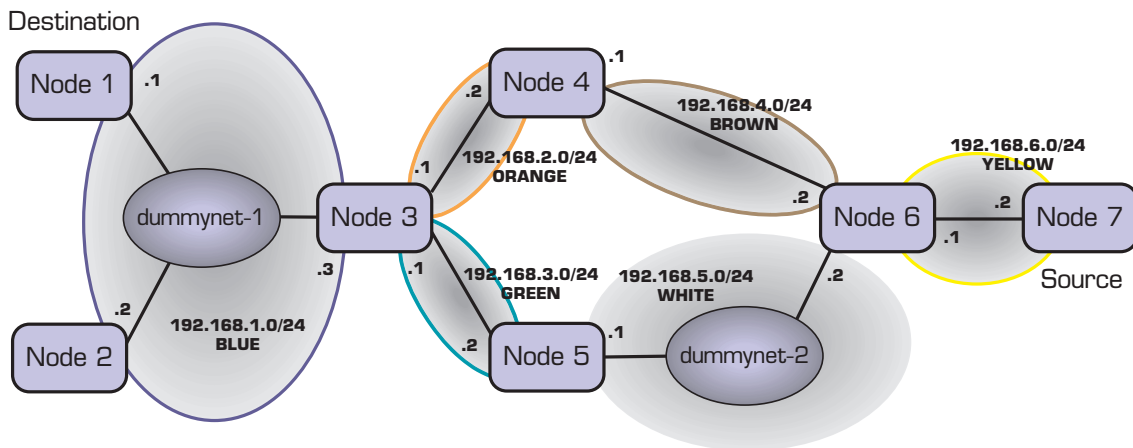 Destination
Node 1
.1
dummynet-1
.2
Node 2
192.168.1.0/24
BLUE
Node 3
.3
.1
.2
192.168.2.0/24
ORANGE
Node 4
.1
192.168.4.0/24
BROWN
.2
.1
192.168.3.0/24
GREEN
.2
Node 5
.1
192.168.5.0/24
WHITE
dummynet-2
.2
Node 6
.1
192.168.6.0/24
YELLOW
.2
Node 7
Source